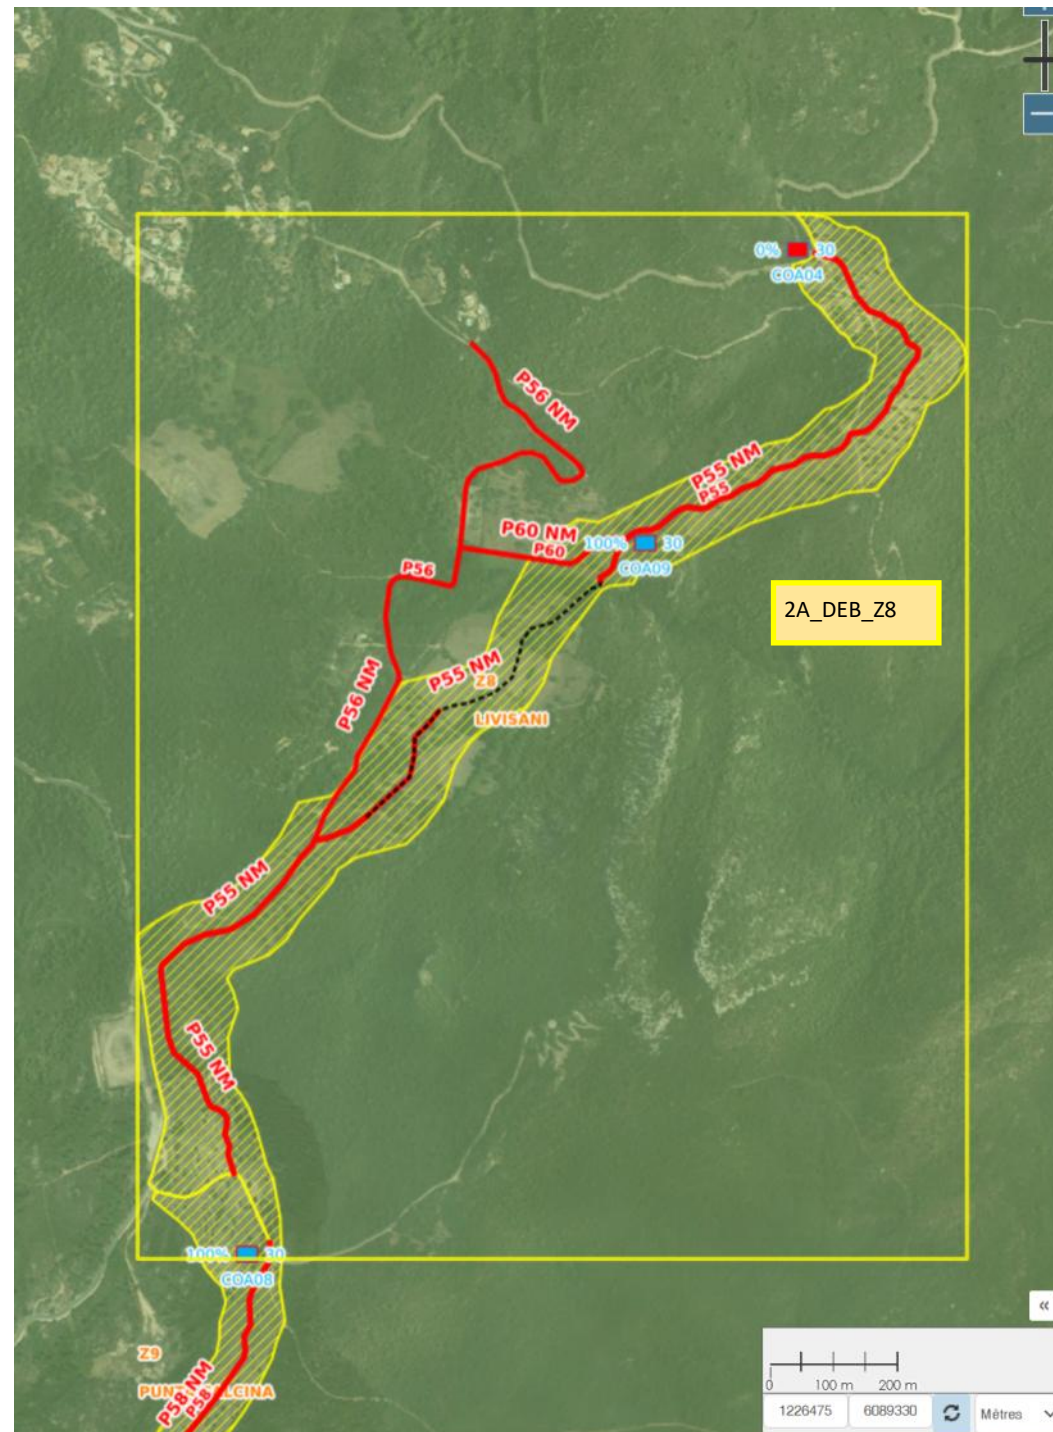 0% 30
COA04
P56 NM
P55 NM
P55
P60 NM
P60
100% 30
COA09
P56
2A_DEB_Z8
P56 NM
P55 NM
Z8
LIVISANI
P55 NM
P55 NM
100% 30
COA08
Z9
P58 NM
P58
«
0 100 m 200 m
1226475 6089330 Mètres